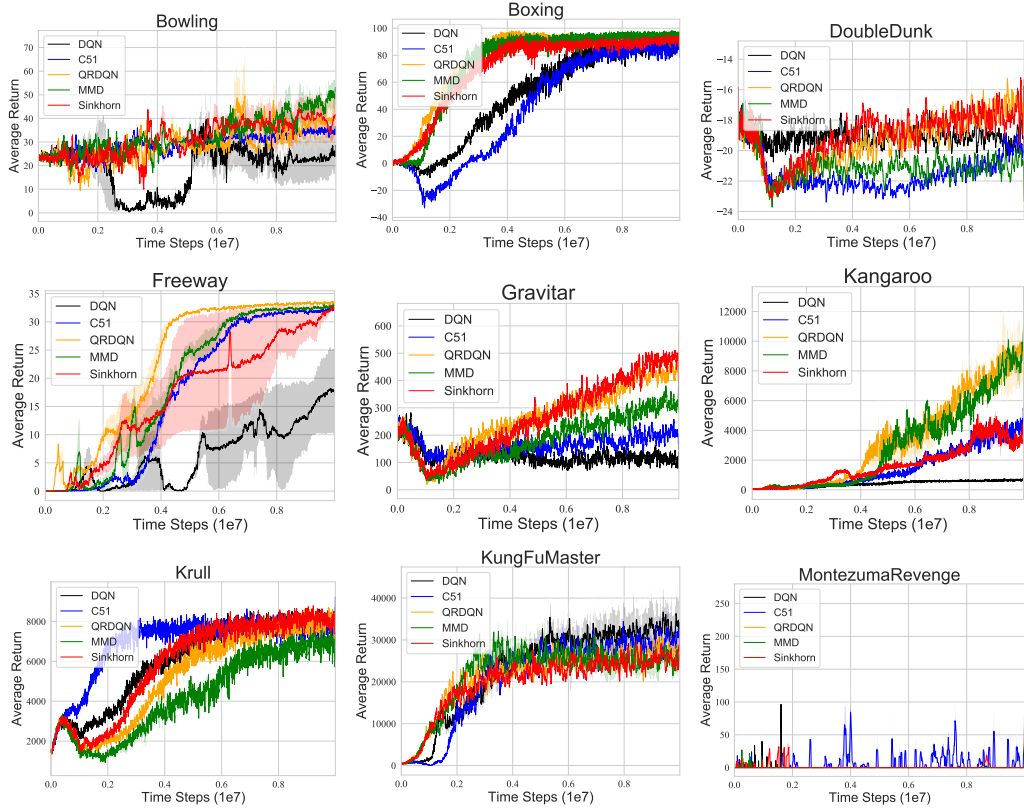 Bowling
Average Return
70
60
50
40
30
20
10
0
DQN
C51
QRDQN
MMD
Sinkhorn
0.0
0.2
0.4
0.6
0.8
Time Steps (1e7)
Boxing
Average Return
100
80
60
40
20
0
−20
−40
DQN
C51
QRDQN
MMD
Sinkhorn
0.0
0.2
0.4
0.6
0.8
Time Steps (1e7)
DoubleDunk
Average Return
−14
−16
−18
−20
−22
−24
DQN
C51
QRDQN
MMD
Sinkhorn
0.0
0.2
0.4
0.6
0.8
Time Steps (1e7)
Freeway
Average Return
35
30
25
20
15
10
5
0
DQN
C51
QRDQN
MMD
Sinkhorn
0.0
0.2
0.4
0.6
0.8
Time Steps (1e7)
Gravitar
Average Return
600
500
400
300
200
100
0
DQN
C51
QRDQN
MMD
Sinkhorn
0.0
0.2
0.4
0.6
0.8
Time Steps (1e7)
Kangaroo
Average Return
12000
10000
8000
6000
4000
2000
0
DQN
C51
QRDQN
MMD
Sinkhorn
0.0
0.2
0.4
0.6
0.8
Time Steps (1e7)
Krull
Average Return
8000
6000
4000
2000
DQN
C51
QRDQN
MMD
Sinkhorn
0.0
0.2
0.4
0.6
0.8
Time Steps (1e7)
KungFuMaster
Average Return
40000
30000
20000
10000
0
DQN
C51
QRDQN
MMD
Sinkhorn
0.0
0.2
0.4
0.6
0.8
Time Steps (1e7)
MontezumaRevenge
Average Return
250
200
150
100
50
0
DQN
C51
QRDQN
MMD
Sinkhorn
0.0
0.2
0.4
0.6
0.8
Time Steps (1e7)